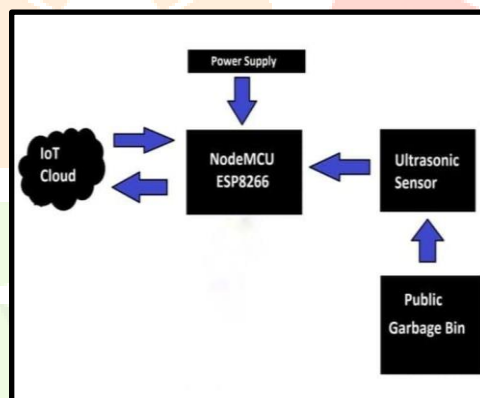 Power Supply
IoT
Cloud
NodeMCU
ESP8266
Ultrasonic
Sensor
Public
Garbage Bin